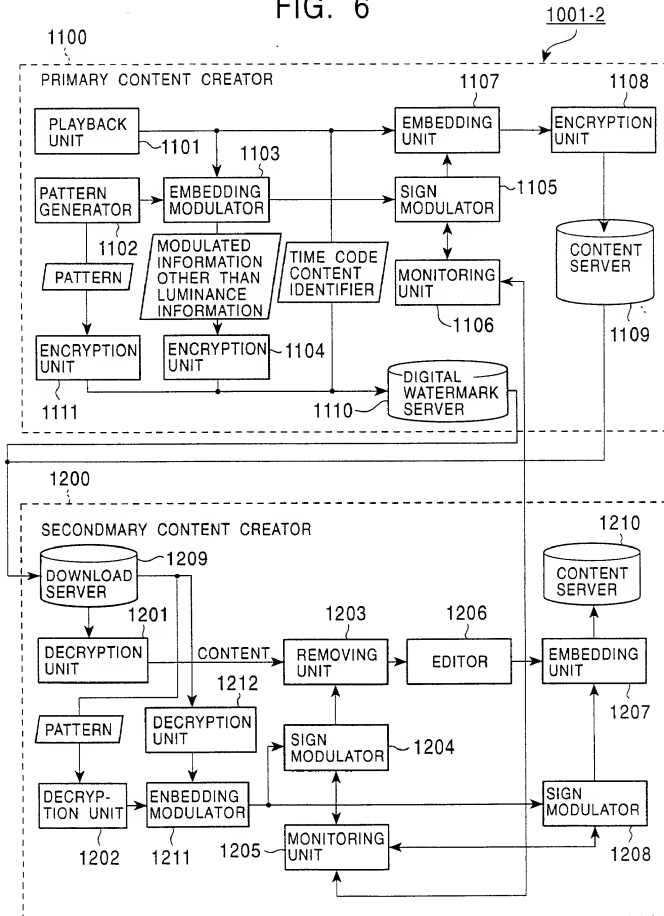 FIG. 6
1001-2
1100
PRIMARY CONTENT CREATOR
1107
1108
PLAYBACK
UNIT
1101
EMBEDDING
UNIT
ENCRYPTION
UNIT
1103
PATTERN
GENERATOR
1102
EMBEDDING
MODULATOR
SIGN
MODULATOR
1105
PATTERN
MODULATED
INFORMATION
OTHER THAN
LUMINANCE
INFORMATION
TIME CODE
CONTENT
IDENTIFIER
MONITORING
UNIT
1106
CONTENT
SERVER
1109
ENCRYPTION
UNIT
1111
ENCRYPTION
UNIT
1104
DIGITAL
WATERMARK
SERVER
1110
1200
SECONDMARY CONTENT CREATOR
1210
DOWNLOAD
SERVER
1209
CONTENT
SERVER
1201
1203
1206
DECRYPTION
UNIT
CONTENT
REMOVING
UNIT
EDITOR
EMBEDDING
UNIT
1207
1212
PATTERN
DECRYPTION
UNIT
SIGN
MODULATOR
1204
DECRYP-
TION UNIT
1202
ENBEDDING
MODULATOR
1211
SIGN
MODULATOR
1208
1205
MONITORING
UNIT